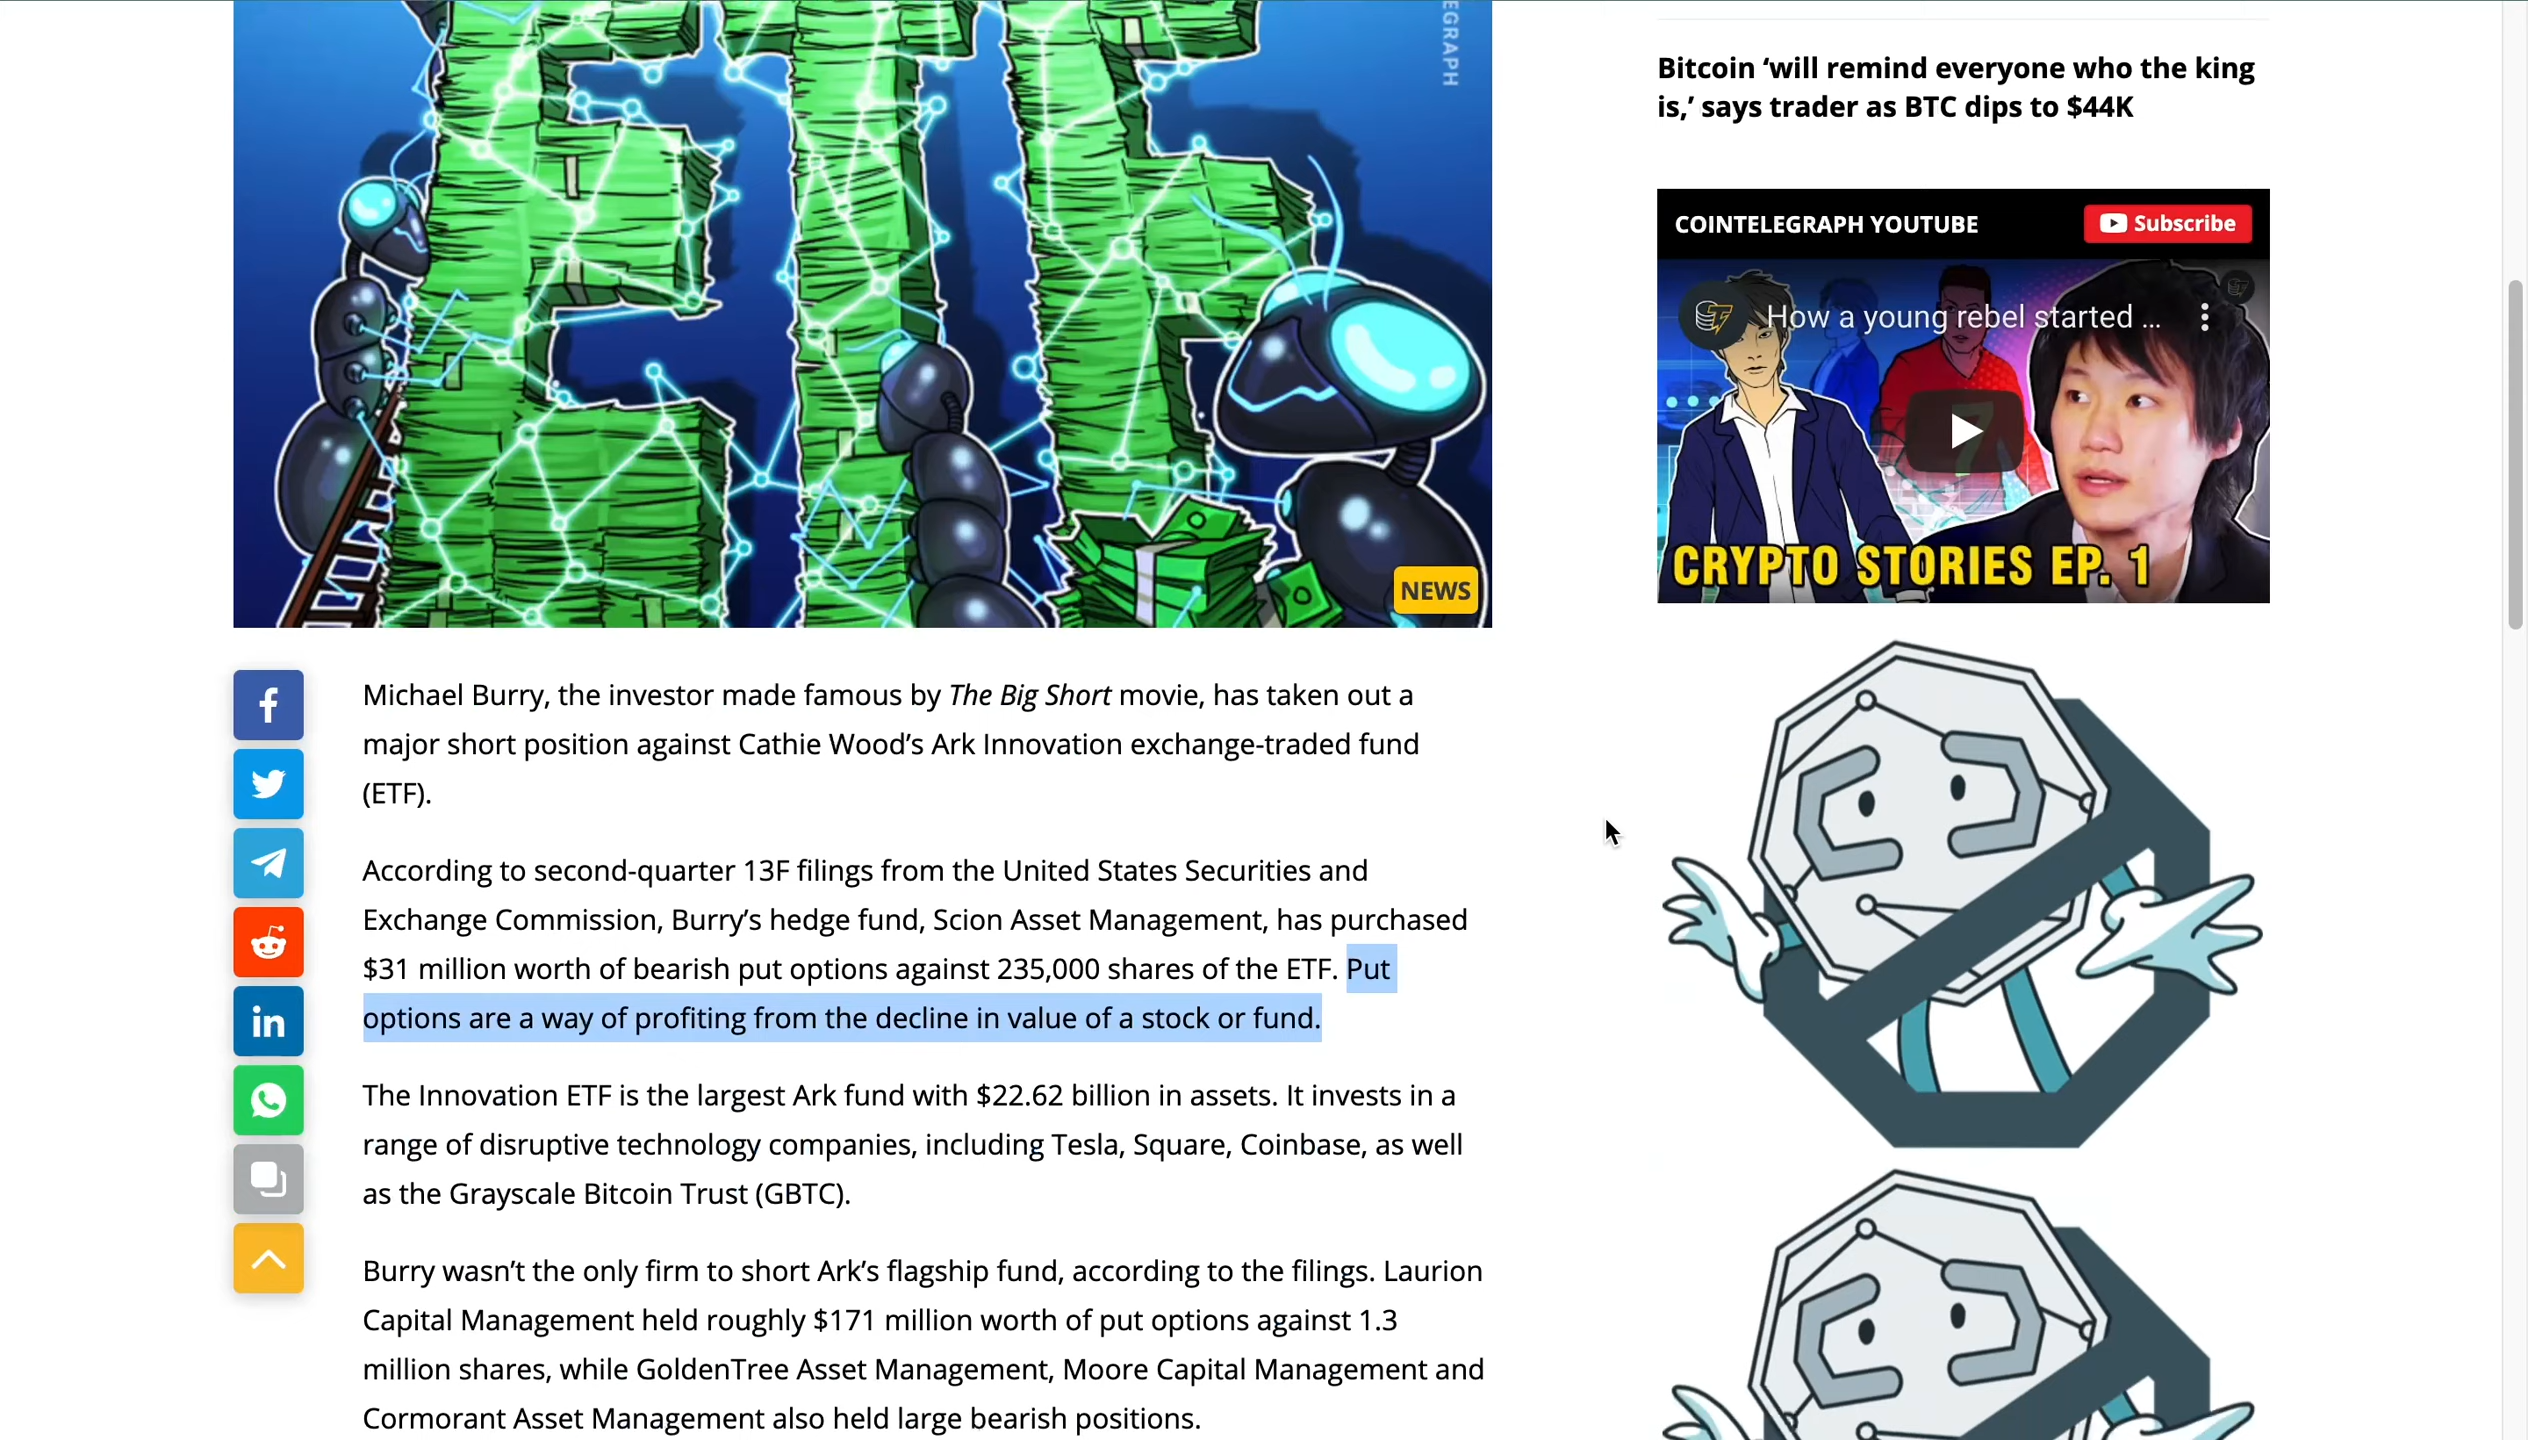 EGRAPH
NEWS
Michael Burry, the investor made famous by The Big Short movie, has taken out a
major short position against Cathie Wood’s Ark Innovation exchange-traded fund
(ETF).
According to second-quarter 13F filings from the United States Securities and
Exchange Commission, Burry’s hedge fund, Scion Asset Management, has purchased
$31 million worth of bearish put options against 235,000 shares of the ETF. Put
options are a way of profiting from the decline in value of a stock or fund.
The Innovation ETF is the largest Ark fund with $22.62 billion in assets. It invests in a
range of disruptive technology companies, including Tesla, Square, Coinbase, as well
as the Grayscale Bitcoin Trust (GBTC).
Burry wasn’t the only firm to short Ark’s flagship fund, according to the filings. Laurion
Capital Management held roughly $171 million worth of put options against 1.3
million shares, while GoldenTree Asset Management, Moore Capital Management and
Cormorant Asset Management also held large bearish positions.
Bitcoin ‘will remind everyone who the king
is,’ says trader as BTC dips to $44K
COINTELEGRAPH YOUTUBE
Subscribe
How a young rebel started ...
CRYPTO STORIES EP. 1